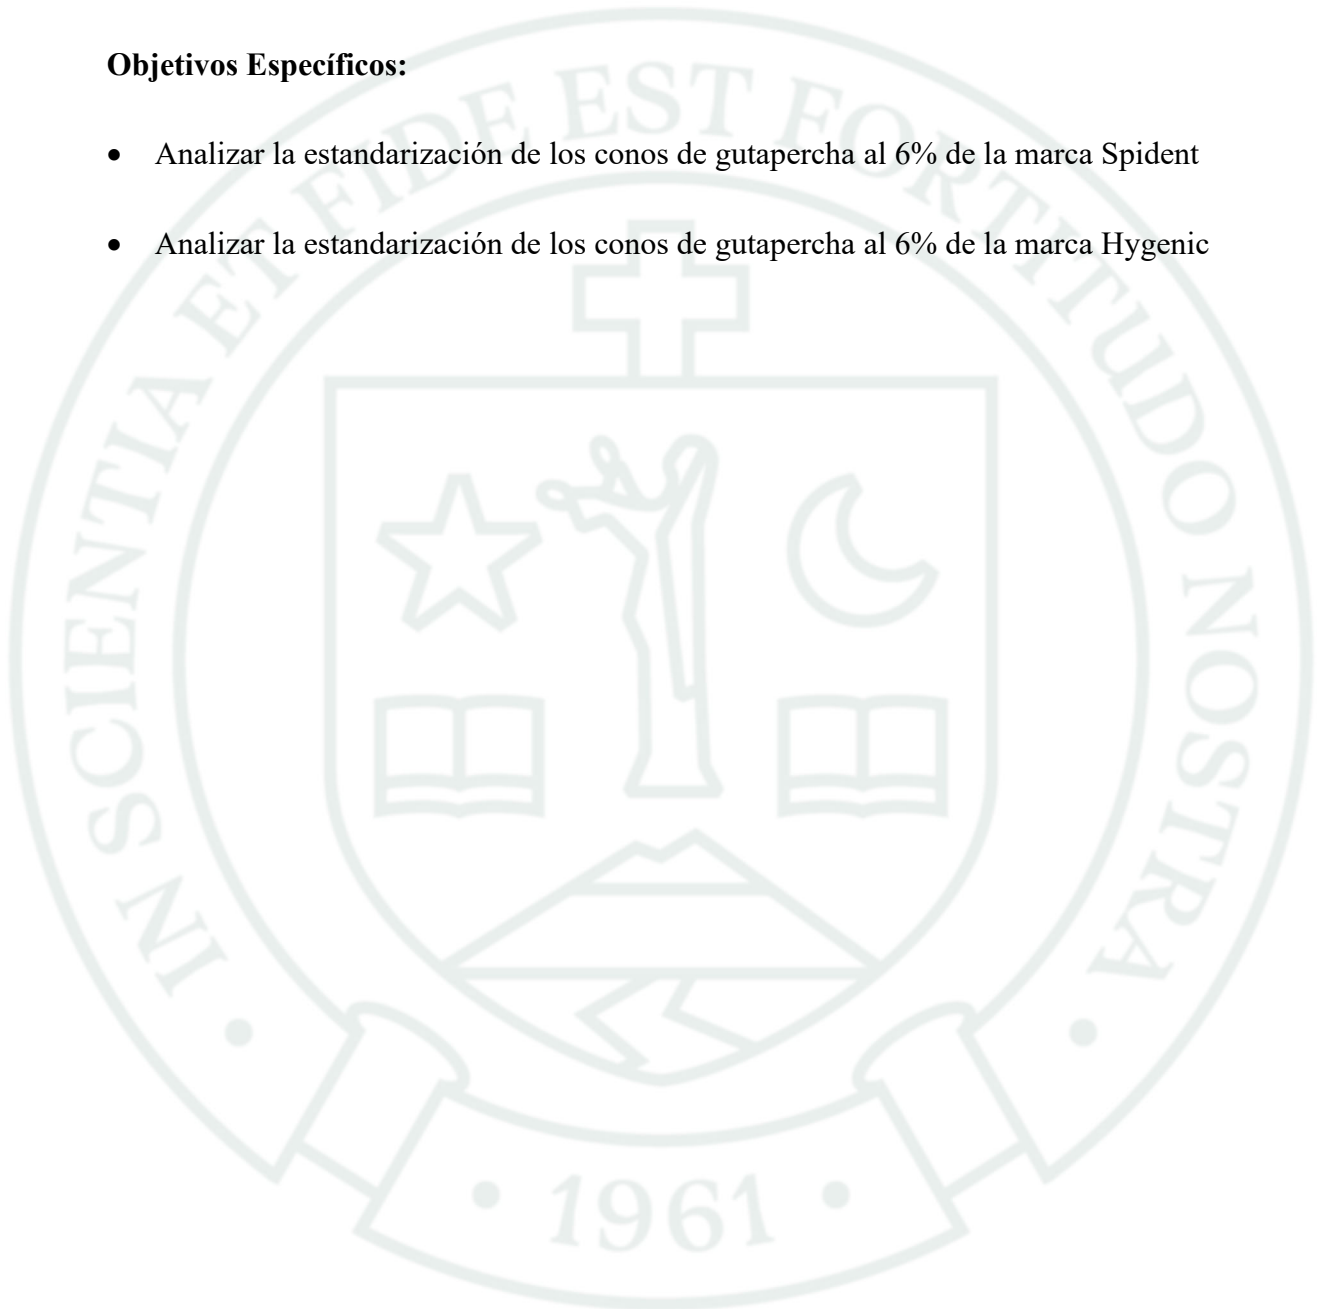 Objetivos Específicos:
• Analizar la estandarización de los conos de gutapercha al 6% de la marca Spident
• Analizar la estandarización de los conos de gutapercha al 6% de la marca Hygenic
IN SCIENTIA ET FIDE EST FORTITUDO NOSTRA
• 1961 •